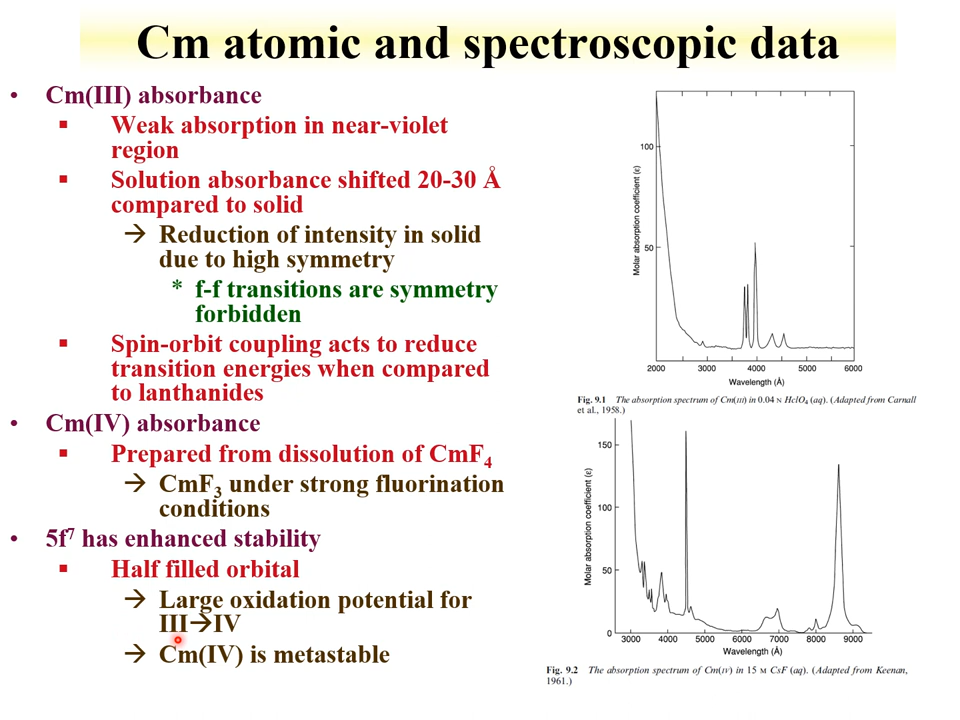 Cm atomic and spectroscopic data
• Cm(III) absorbance
▪ Weak absorption in near-violet
region
▪ Solution absorbance shifted 20-30 Å
compared to solid
→ Reduction of intensity in solid
due to high symmetry
* f-f transitions are symmetry
forbidden
▪ Spin-orbit coupling acts to reduce
transition energies when compared
to lanthanides
• Cm(IV) absorbance
▪ Prepared from dissolution of CmF₄
→ CmF₃ under strong fluorination
conditions
• 5f⁷ has enhanced stability
▪ Half filled orbital
→ Large oxidation potential for
III→IV
→ Cm(IV) is metastable
Molar absorption coefficient (ε)
100
50
2000 3000 4000 5000 6000
Wavelength (Å)
Fig. 9.1 The absorption spectrum of Cm(III) in 0.04 N HclO₄ (aq). (Adapted from Carnall
et al., 1958.)
Molar absorption coefficient (ε)
150
100
50
0
3000 4000 5000 6000 7000 8000 9000
Wavelength (Å)
Fig. 9.2 The absorption spectrum of Cm(IV) in 15 M CsF (aq). (Adapted from Keenan,
1961.)